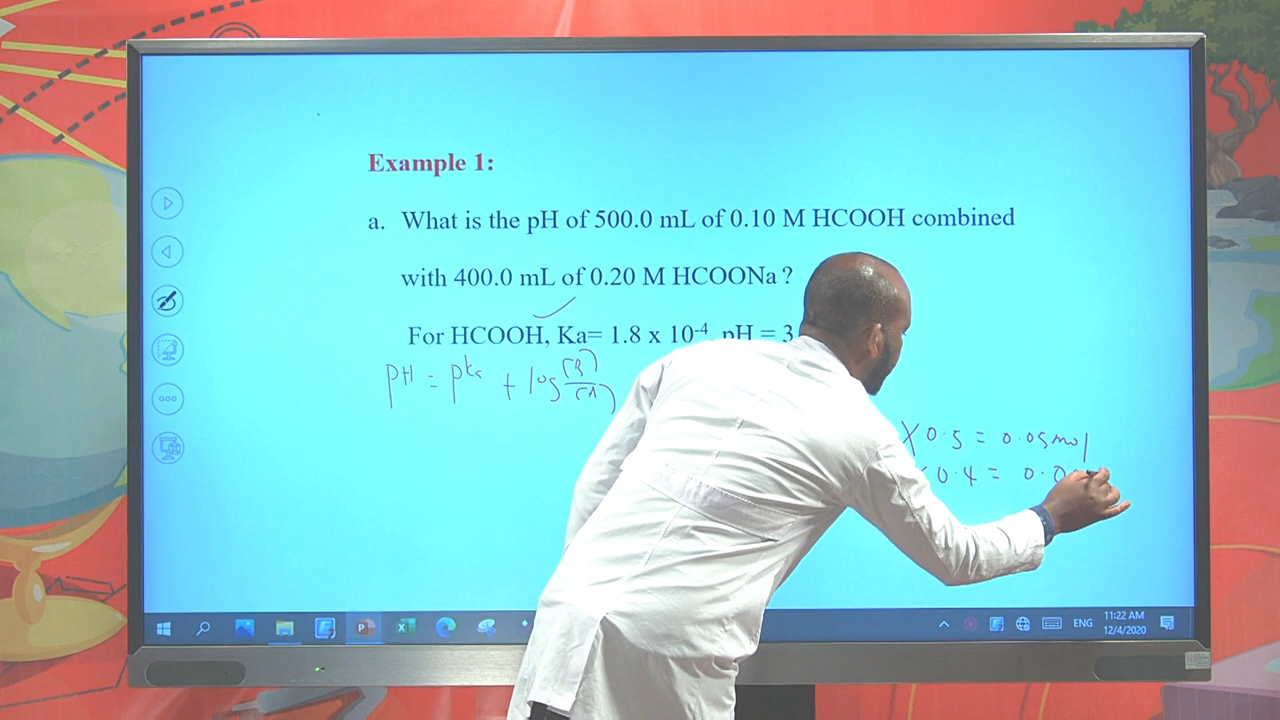 Example 1:
a. What is the pH of 500.0 mL of 0.10 M HCOOH combined
with 400.0 mL of 0.20 M HCOONa ?
For HCOOH, Ka= 1.8 x 10-4 pH = 3
pH = pKa + log [B]/[A]
X 0.5 = 0.05mol
0.4 = 0.0
ENG
11:22 AM
12/4/2020